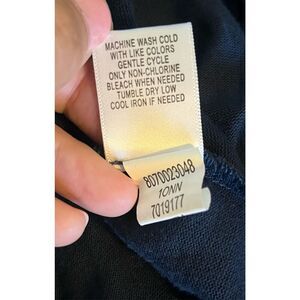 MACHINE WASH COLD
WITH LIKE COLORS
GENTLE CYCLE
ONLY NON-CHLORINE
BLEACH WHEN NEEDED
TUMBLE DRY LOW
COOL IRON IF NEEDED
8070023048
1ONN
7019177